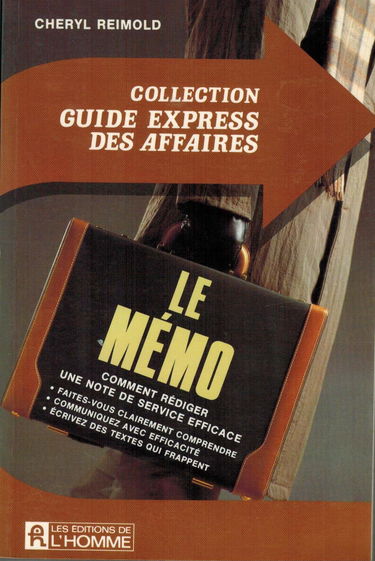 CHERYL REIMOLD
COLLECTION
GUIDE EXPRESS
DES AFFAIRES
LE
MÉMO
COMMENT RÉDIGER
UNE NOTE DE SERVICE EFFICACE
• FAITES-VOUS CLAIREMENT COMPRENDRE
• COMMUNIQUEZ AVEC EFFICACITÉ
• ÉCRIVEZ DES TEXTES QUI FRAPPENT
LES EDITIONS DE
L'HOMME